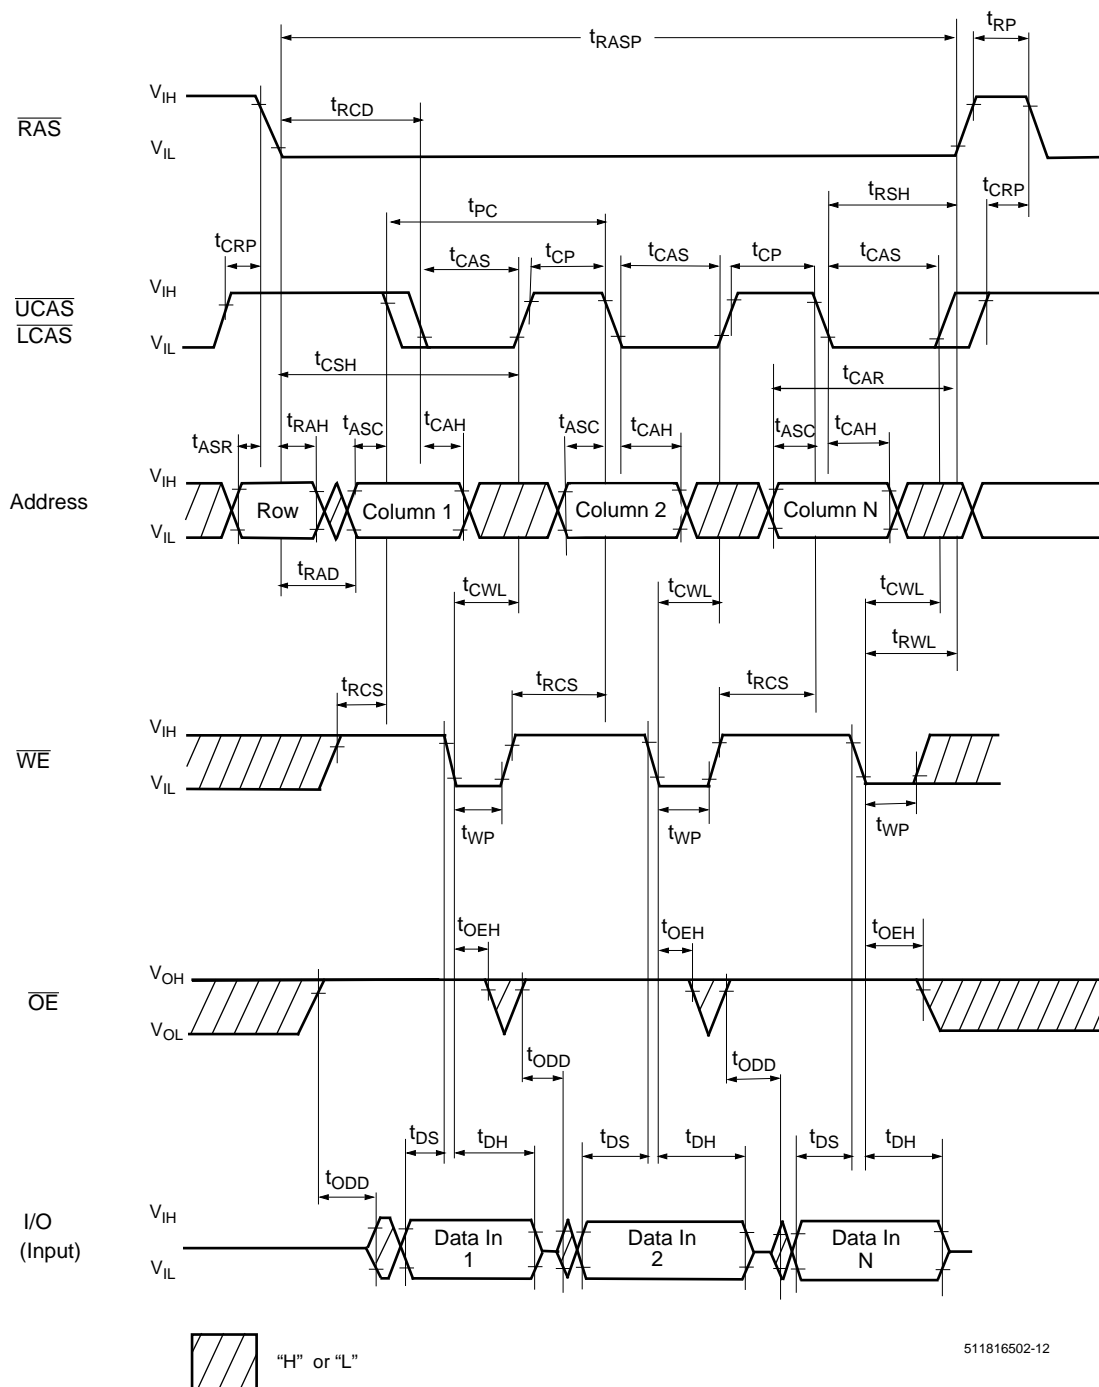 tRASP
tRP
VIH
tRCD
RAS
VIL
tRSH
tCRP
tPC
tCRP
tCAS
tCP
tCAS
tCP
tCAS
VIH
UCAS
LCAS
VIL
tCSH
tCAR
tASR
tRAH
tASC
tCAH
tASC
tCAH
tASC
tCAH
VIH
Address
Row
Column 1
Column 2
Column N
VIL
tRAD
tCWL
tCWL
tCWL
tRWL
tRCS
tRCS
tRCS
VIH
WE
VIL
tWP
tWP
tWP
tOEH
tOEH
tOEH
VOH
OE
VOL
tODD
tODD
tDS
tDH
tDS
tDH
tDS
tDH
tODD
VIH
I/O
(Input)
Data In
1
Data In
2
Data In
N
VIL
“H” or “L”
511816502-12